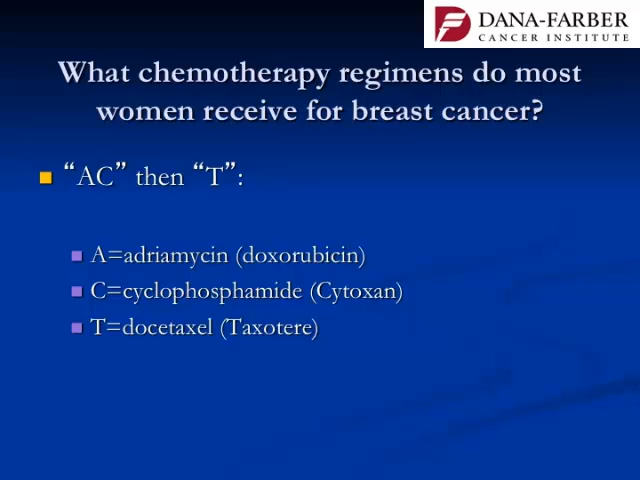 DANA-FARBER
CANCER INSTITUTE
What chemotherapy regimens do most
women receive for breast cancer?
“AC” then “T”:
A=adriamycin (doxorubicin)
C=cyclophosphamide (Cytoxan)
T=docetaxel (Taxotere)